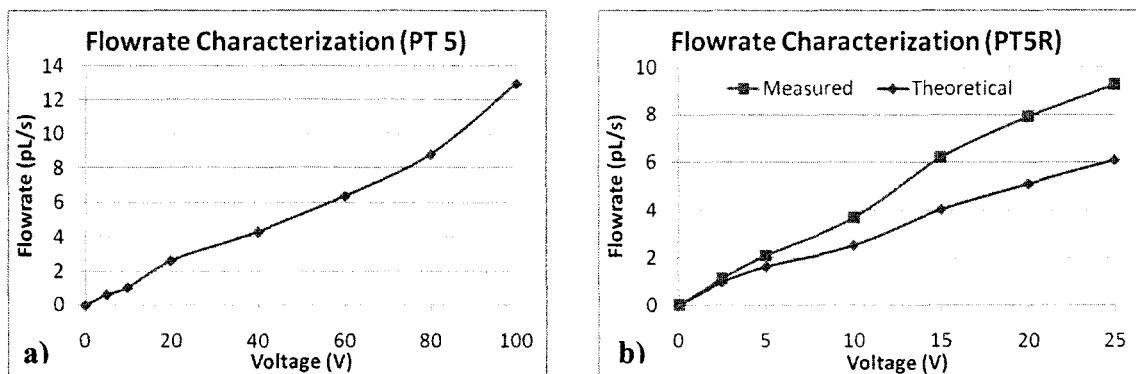 Flowrate Characterization (PT 5)
14
12
10
8
6
4
2
0
Flowrate (pL/s)
0 20 40 60 80 100
Voltage (V)
a)
Flowrate Characterization (PT5R)
Measured Theoretical
10
8
6
4
2
0
Flowrate (pL/s)
0 5 10 15 20 25
Voltage (V)
b)